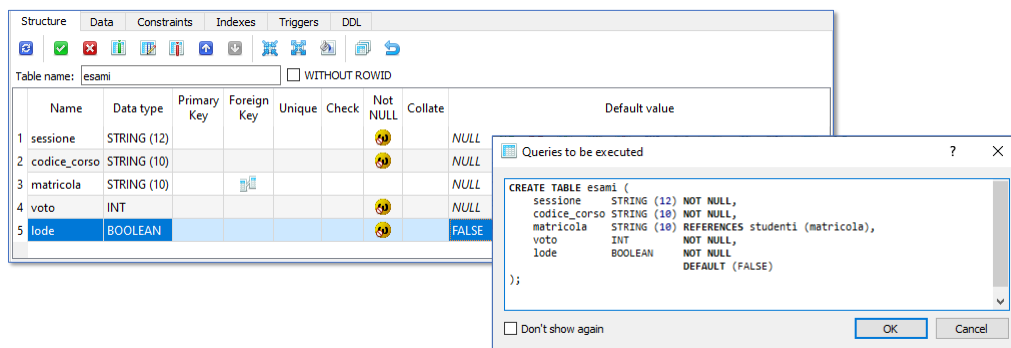 Structure Data Constraints Indexes Triggers DDL
Table name: esami WITHOUT ROWID
Name Data type Primary Key Foreign Key Unique Check Not NULL Collate Default value
1 sessione STRING (12) NULL
2 codice_corso STRING (10) NULL
3 matricola STRING (10) NULL
4 voto INT NULL
5 lode BOOLEAN FALSE
Queries to be executed ?
CREATE TABLE esami (
sessione STRING (12) NOT NULL,
codice_corso STRING (10) NOT NULL,
matricola STRING (10) REFERENCES studenti (matricola),
voto INT NOT NULL,
lode BOOLEAN NOT NULL
DEFAULT (FALSE)
);
Don't show again OK Cancel